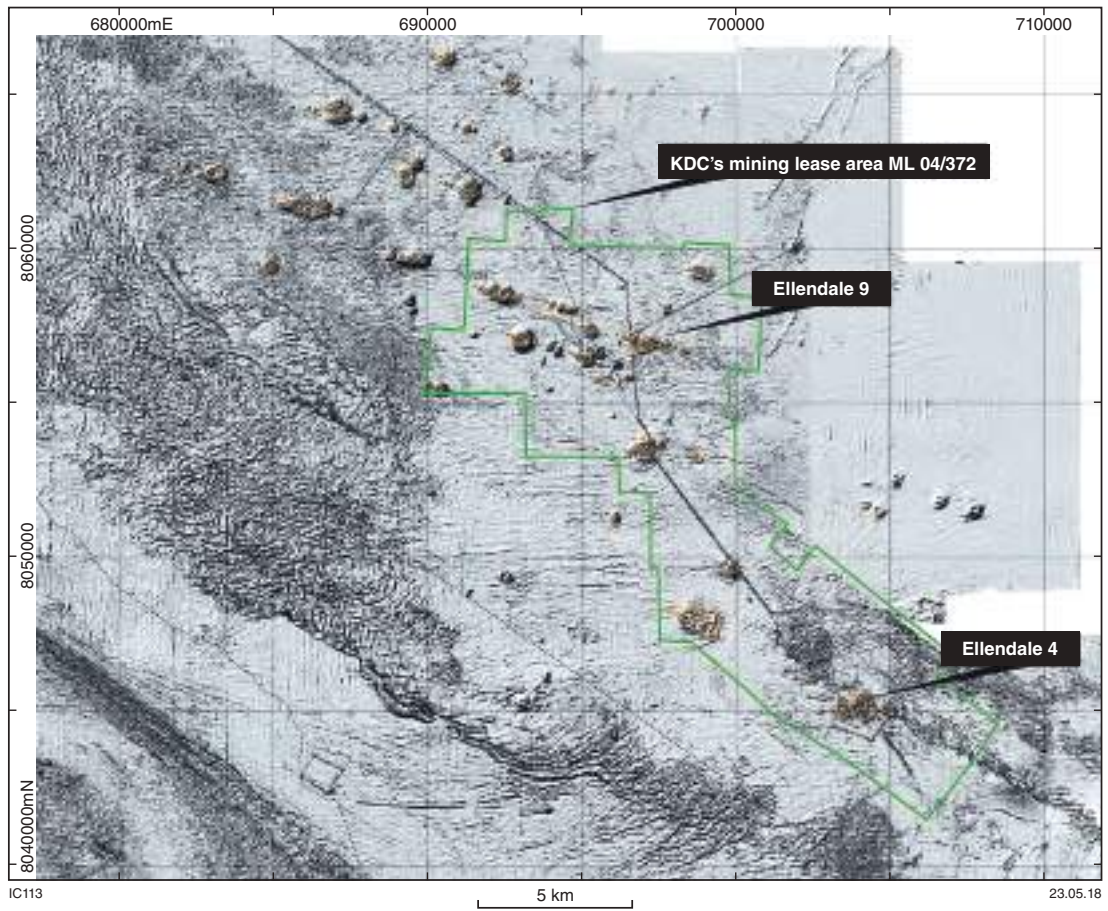 680000mE
690000
700000
710000
KDC's mining lease area ML 04/372
8060000
Ellendale 9
8050000
Ellendale 4
8040000mN
IC113
5 km
23.05.18